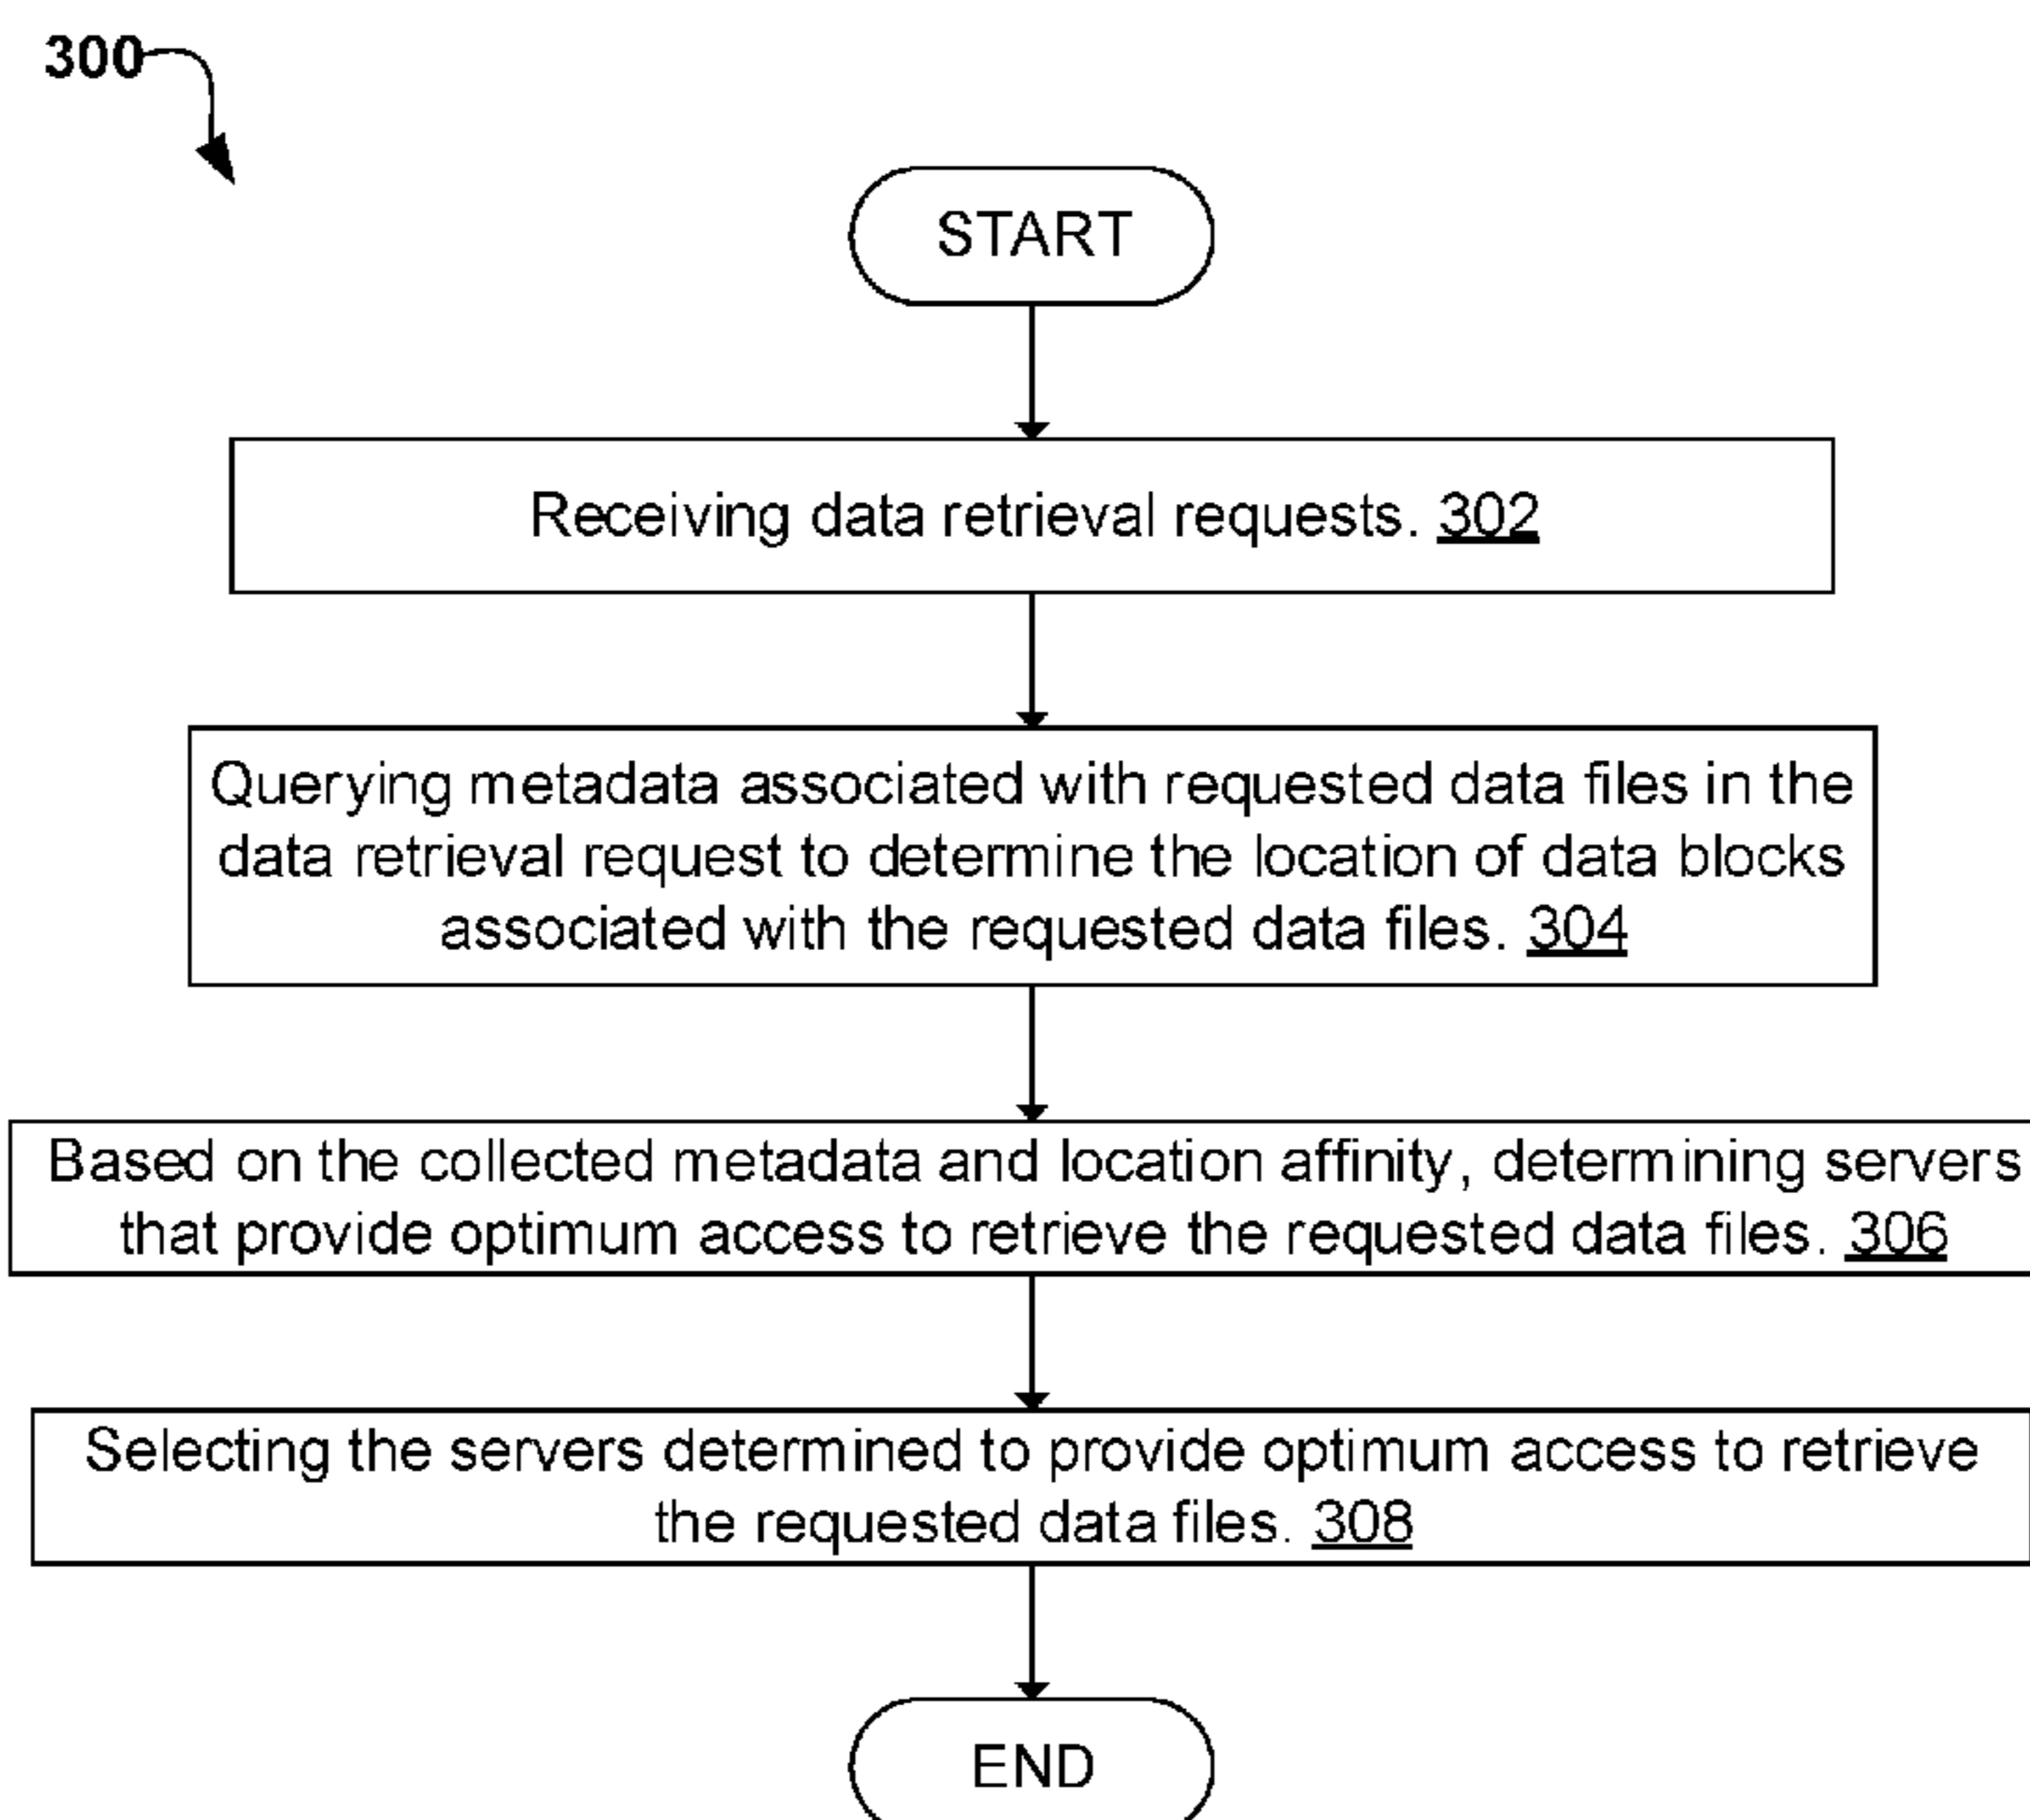 300
START
Receiving data retrieval requests. 302
Querying metadata associated with requested data files in the
data retrieval request to determine the location of data blocks
associated with the requested data files. 304
Based on the collected metadata and location affinity, determining servers
that provide optimum access to retrieve the requested data files. 306
Selecting the servers determined to provide optimum access to retrieve
the requested data files. 308
END